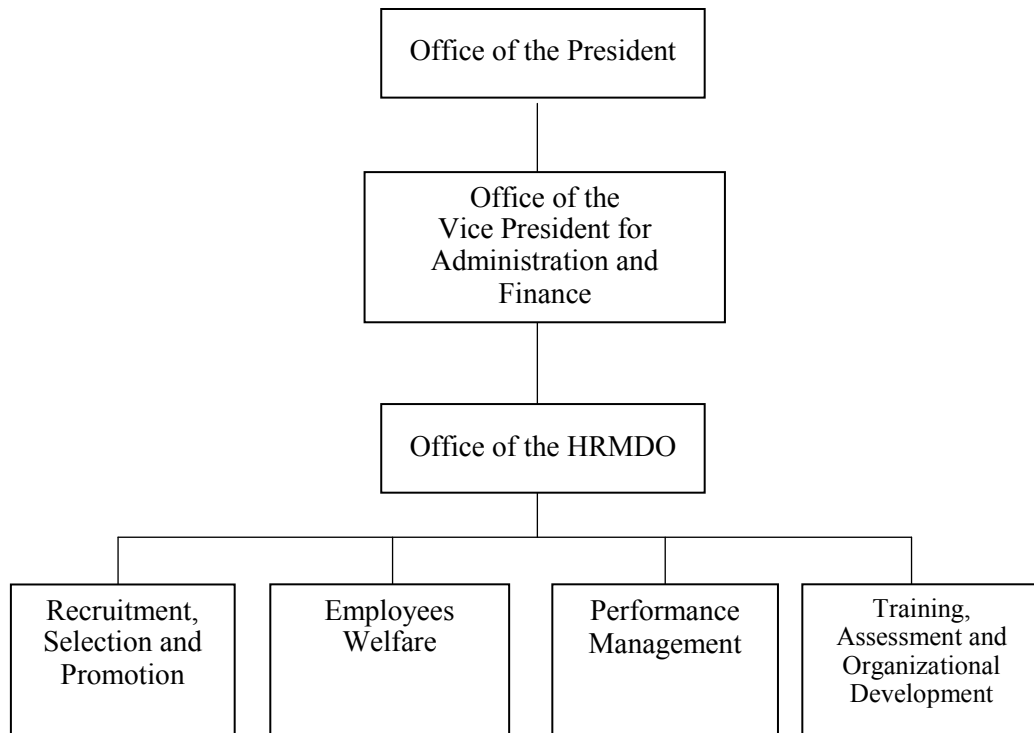 Office of the President
Office of the
Vice President for
Administration and
Finance
Office of the HRMDO
Recruitment,
Selection and
Promotion
Employees
Welfare
Performance
Management
Training,
Assessment and
Organizational
Development